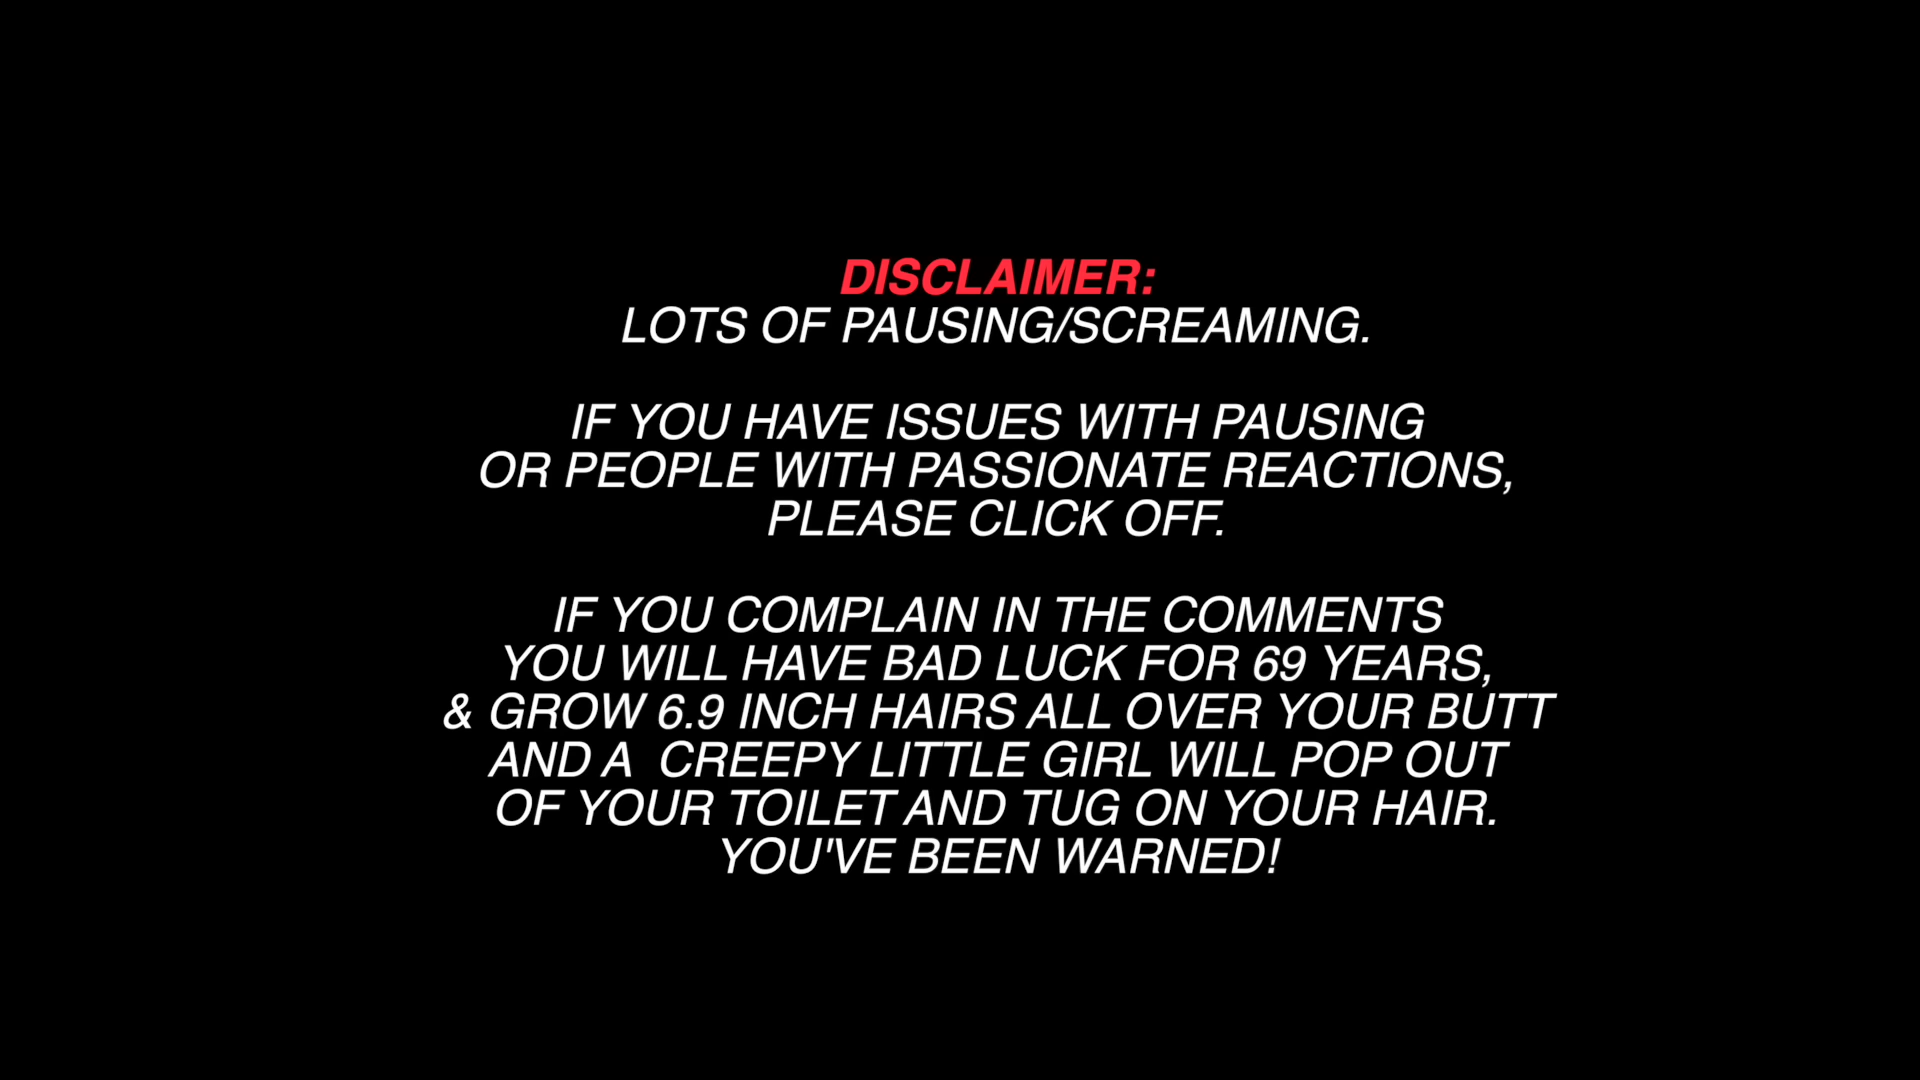 DISCLAIMER:
LOTS OF PAUSING/SCREAMING.
IF YOU HAVE ISSUES WITH PAUSING
OR PEOPLE WITH PASSIONATE REACTIONS,
PLEASE CLICK OFF.
IF YOU COMPLAIN IN THE COMMENTS
YOU WILL HAVE BAD LUCK FOR 69 YEARS,
& GROW 6.9 INCH HAIRS ALL OVER YOUR BUTT
AND A  CREEPY LITTLE GIRL WILL POP OUT
OF YOUR TOILET AND TUG ON YOUR HAIR.
YOU'VE BEEN WARNED!